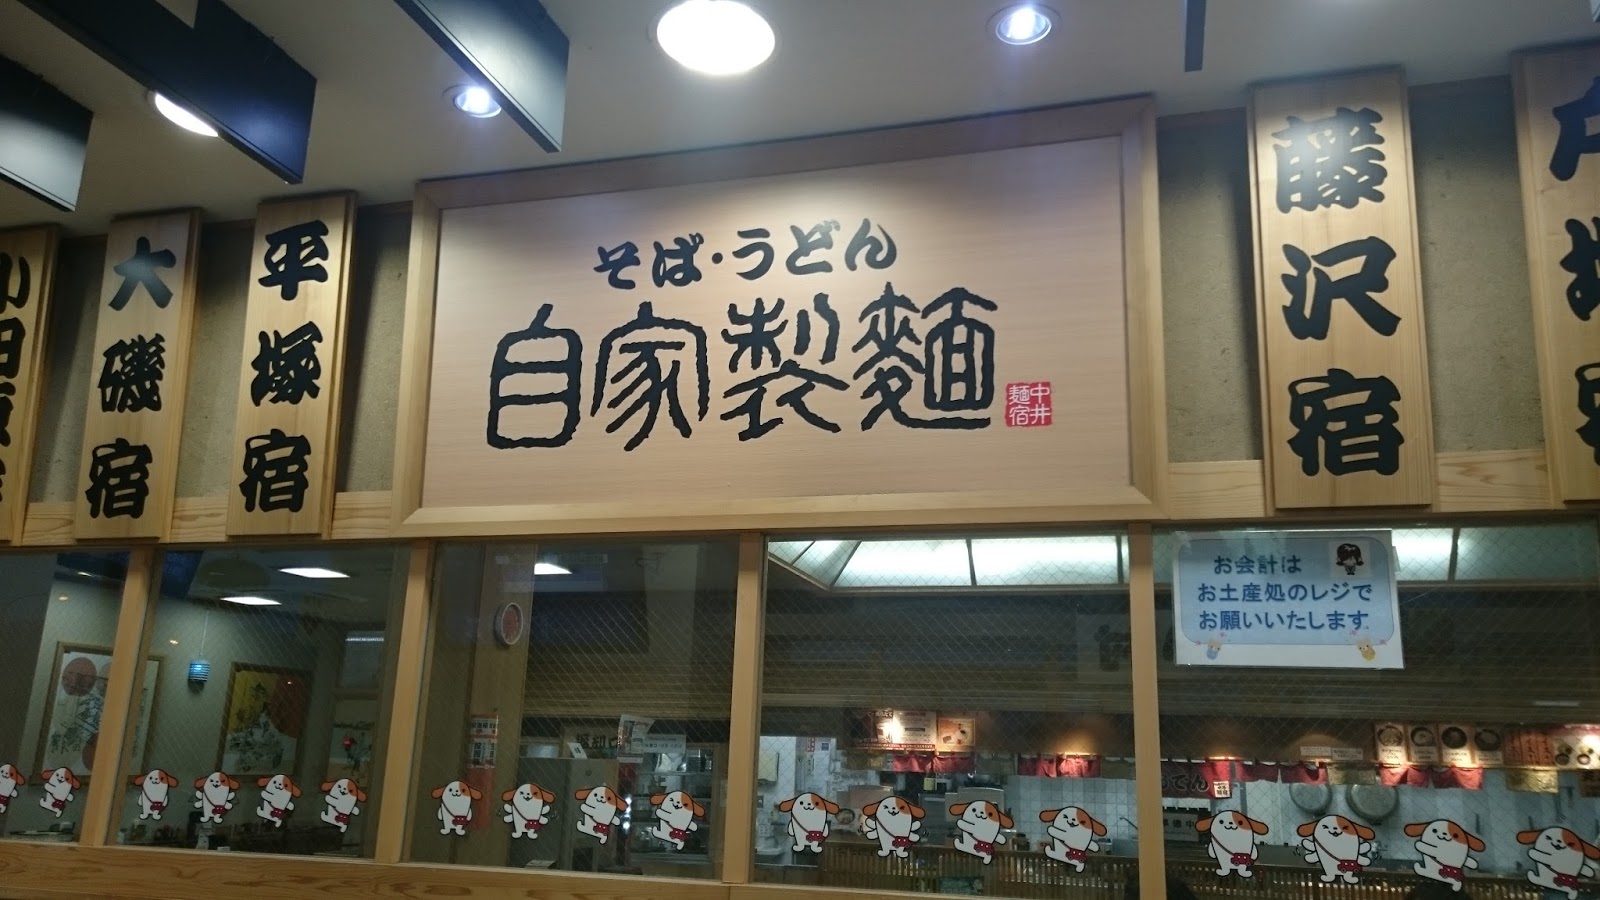 大磯宿
平塚宿
そば・うどん
自家製麺
中井
麺宿
藤沢宿
お会計は
お土産処のレジで
お願いいたします